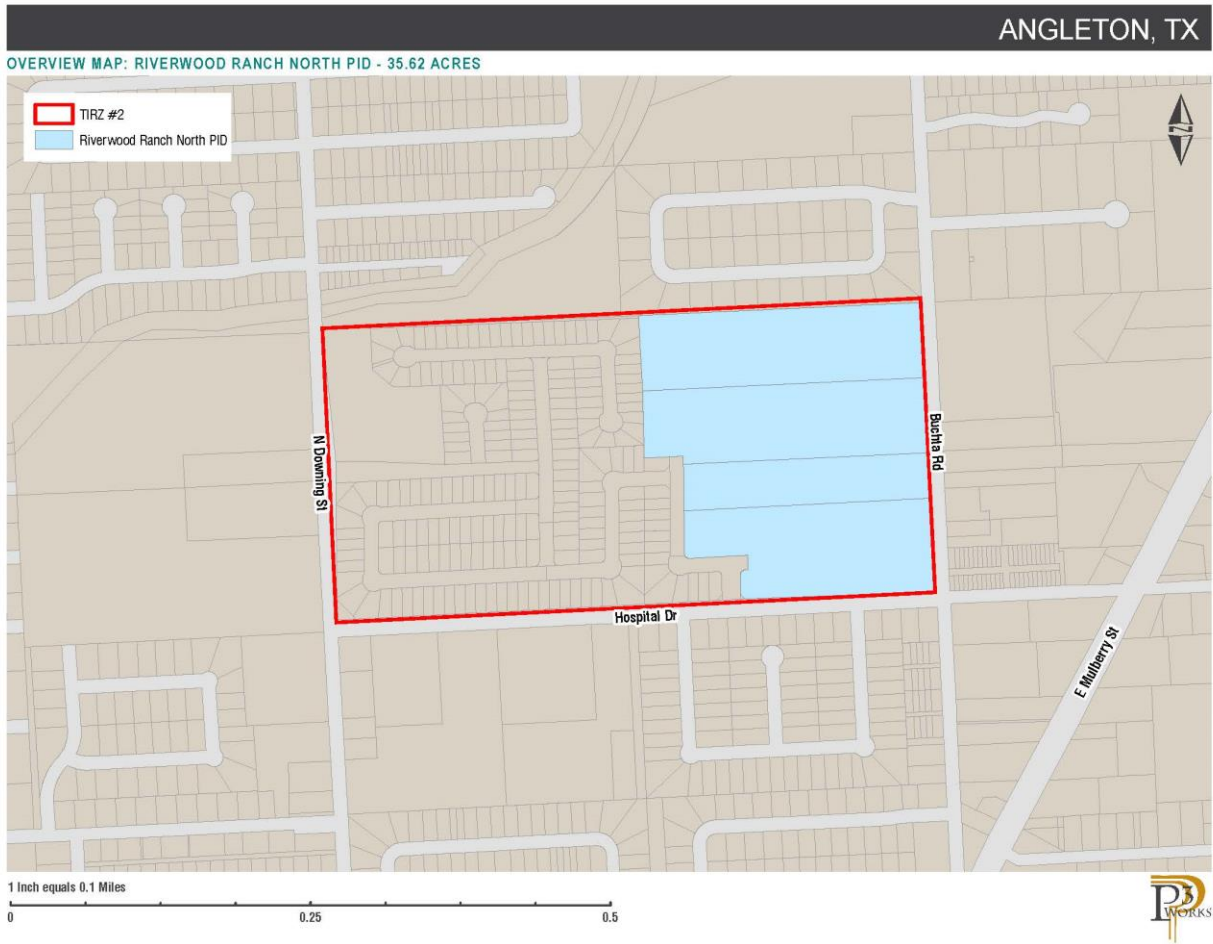 ANGLETON, TX
OVERVIEW MAP: RIVERWOOD RANCH NORTH PID - 35.62 ACRES
TIRZ #2
Riverwood Ranch North PID
N
N Downing St
Buchta Rd
Hospital Dr
E Mulberry St
1 Inch equals 0.1 Miles
0 0.25 0.5
P3
WORKS